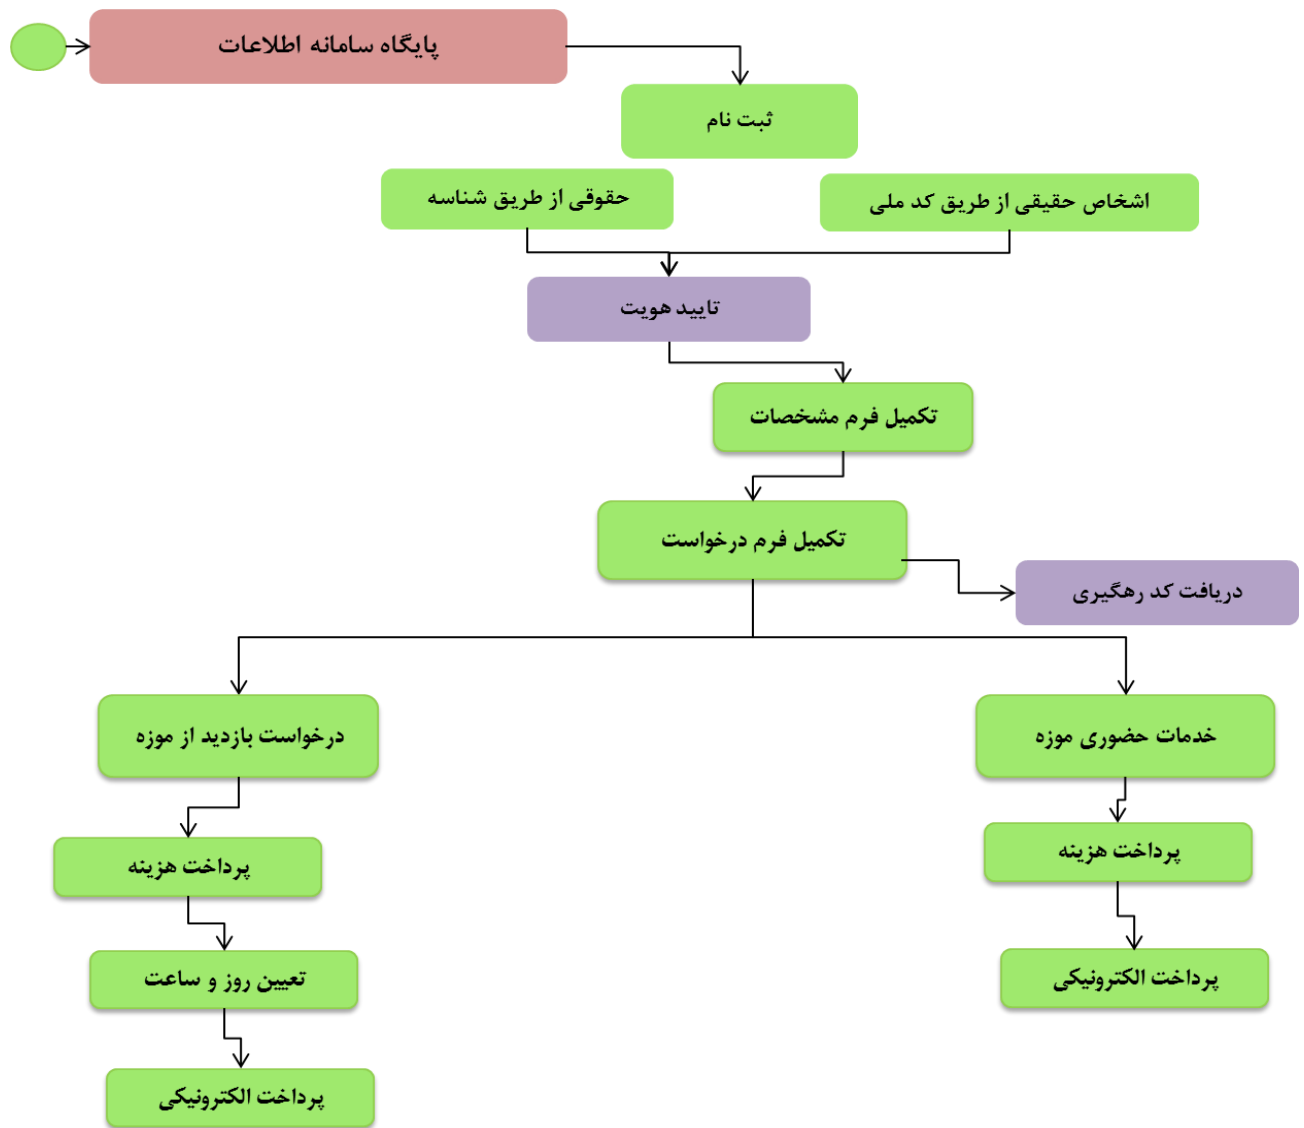 پایگاه سامانه اطلاعات
ثبت نام
اشخاص حقیقی از طریق کد ملی
حقوقی از طریق شناسه
تایید هویت
تکمیل فرم مشخصات
تکمیل فرم درخواست
دریافت کد رهگیری
خدمات حضوری موزه
درخواست بازدید از موزه
پرداخت هزینه
پرداخت هزینه
پرداخت الکترونیکی
تعیین روز و ساعت
پرداخت الکترونیکی